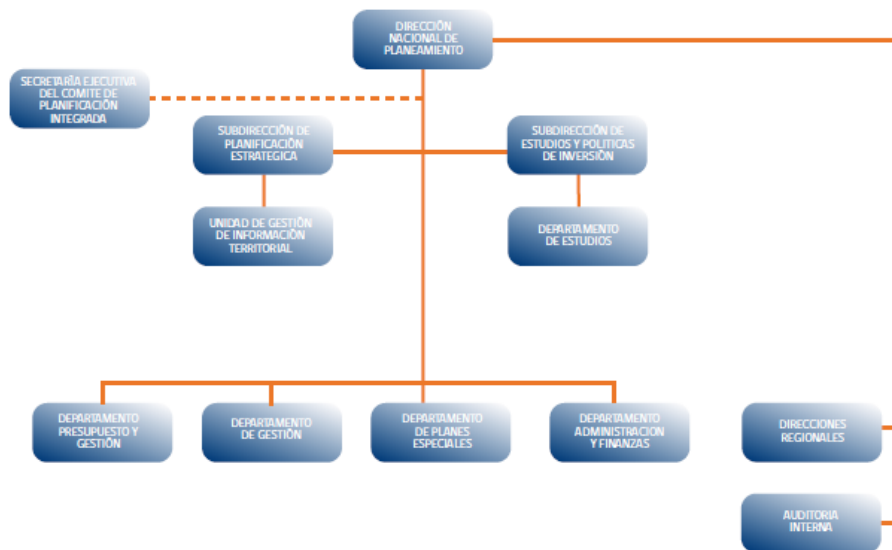 DIRECCIÓN
NACIONAL DE
PLANEAMIENTO
SECRETARÍA EJECUTIVA
DEL COMITE DE
PLANIFICACIÓN
INTEGRADA
SUBDIRECCIÓN DE
PLANIFICACIÓN
ESTRATEGICA
SUBDIRECCIÓN DE
ESTUDIOS Y POLITICAS
DE INVERSIÓN
UNIDAD DE GESTIÓN
DE INFORMACIÓN
TERRITORIAL
DEPARTAMENTO
DE ESTUDIOS
DEPARTAMENTO
PRESUPUESTO Y
GESTIÓN
DEPARTAMENTO
DE GESTIÓN
DEPARTAMENTO
DE PLANES
ESPECIALES
DEPARTAMENTO
ADMINISTRACION
Y FINANZAS
DIRECCIONES
REGIONALES
AUDITORIA
INTERNA